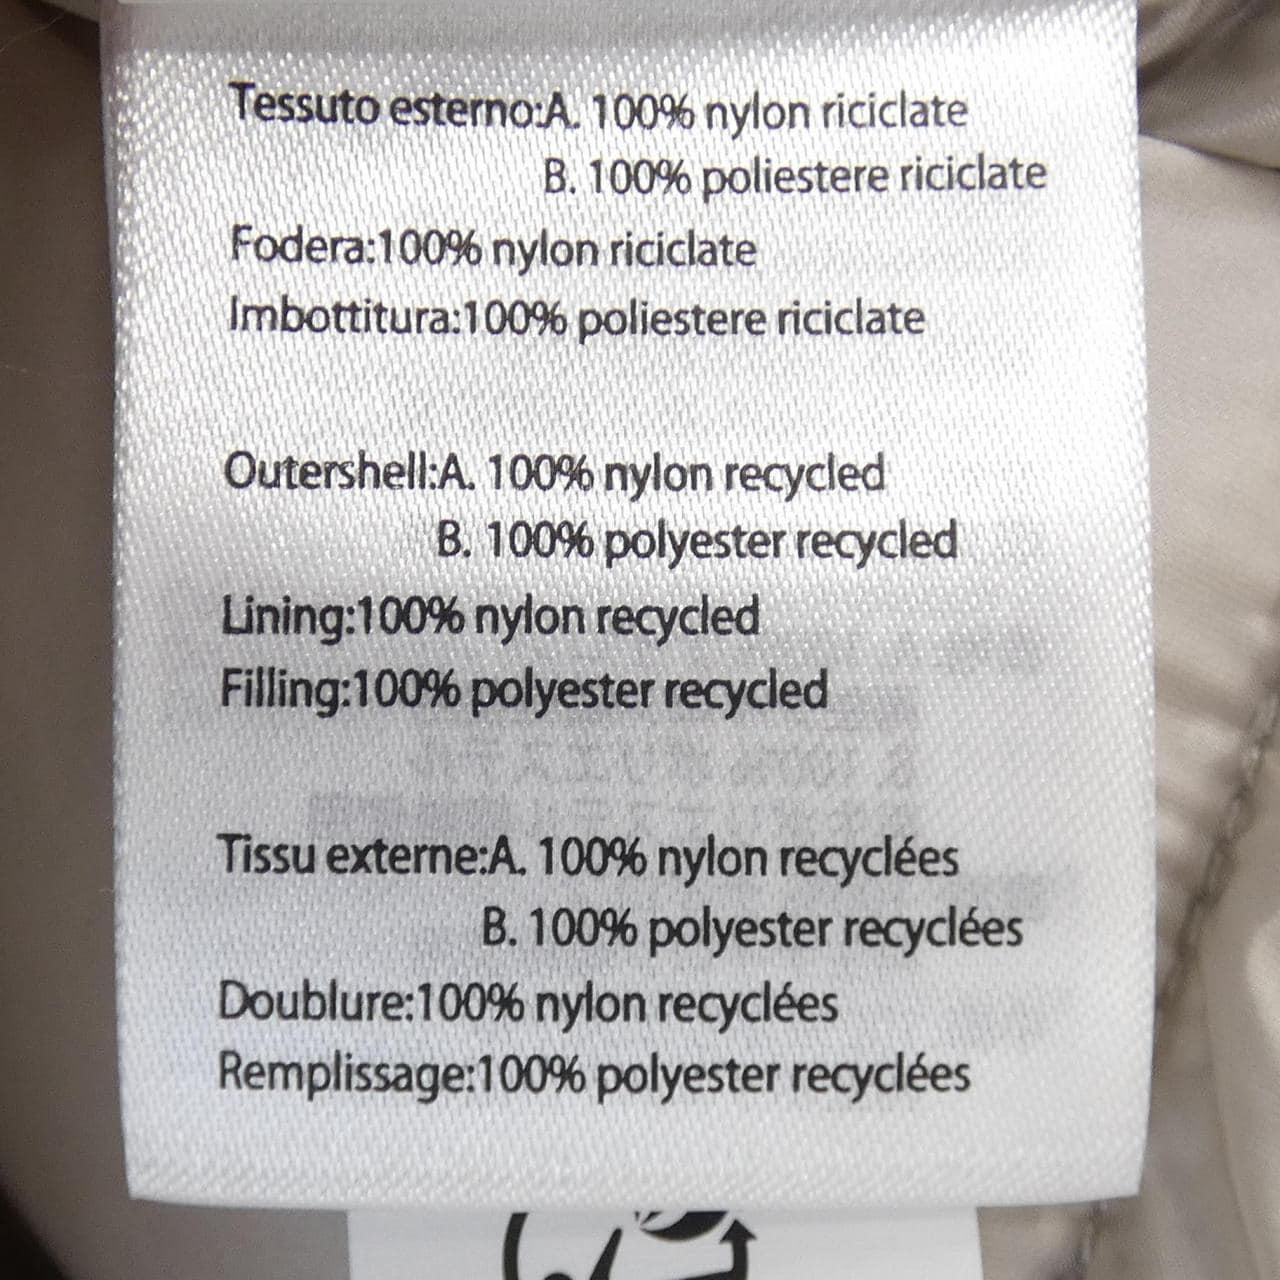 Tessuto esterno:A. 100% nylon riciclate
B. 100% poliestere riciclate
Fodera:100% nylon riciclate
Imbottitura:100% poliestere riciclate
Outershell:A. 100% nylon recycled
B. 100% polyester recycled
Lining:100% nylon recycled
Filling:100% polyester recycled
Tissu externe:A. 100% nylon recyclées
B. 100% polyester recyclées
Doublure:100% nylon recyclées
Remplissage:100% polyester recyclées